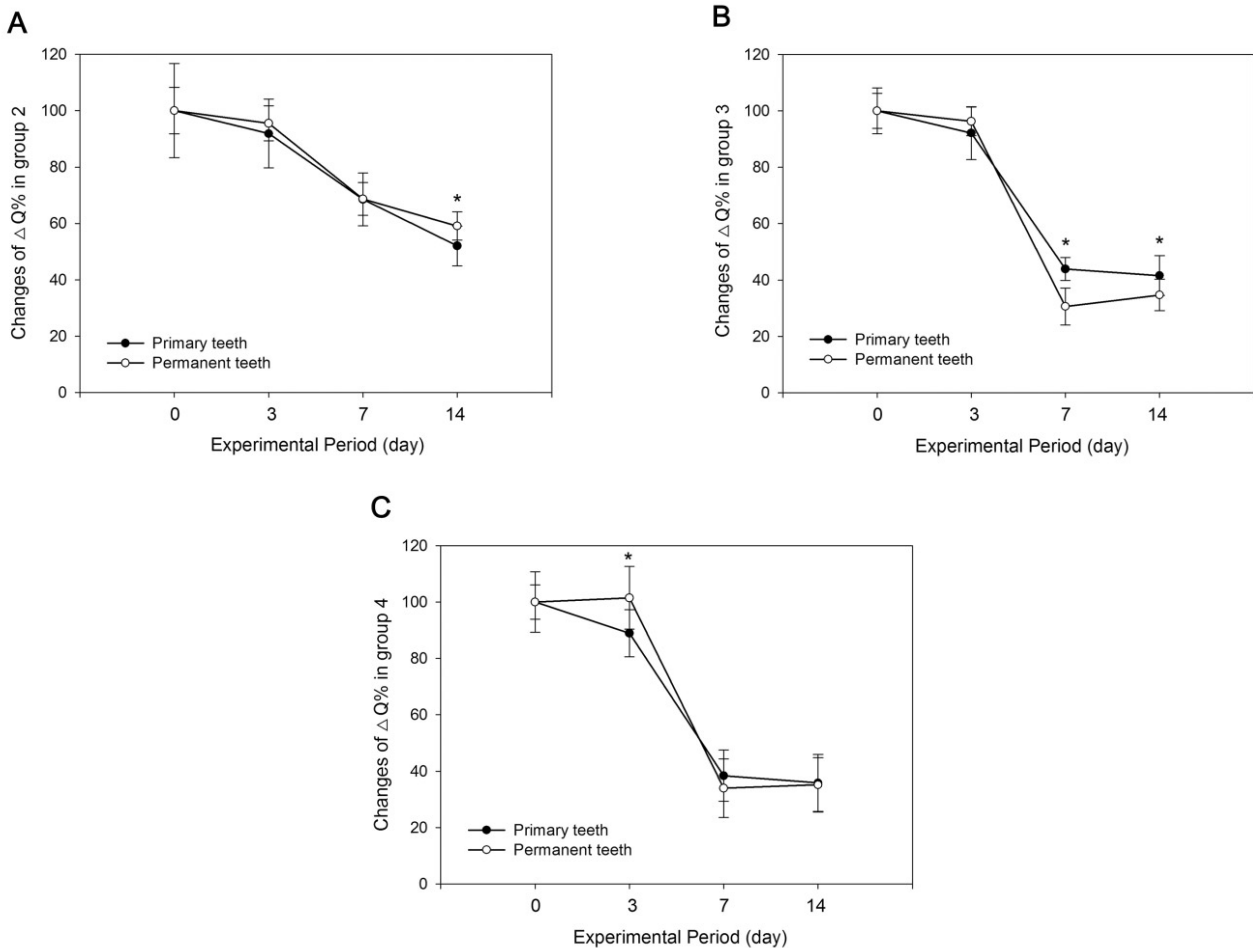 A
Changes of △ Q% in group 2
120
100
80
60
40
20
0
*
Primary teeth
Permanent teeth
0 3 7 14
Experimental Period (day)
B
Changes of △ Q% in group 3
120
100
80
60
40
20
0
* *
Primary teeth
Permanent teeth
0 3 7 14
Experimental Period (day)
C
Changes of △ Q% in group 4
120
100
80
60
40
20
0
*
Primary teeth
Permanent teeth
0 3 7 14
Experimental Period (day)